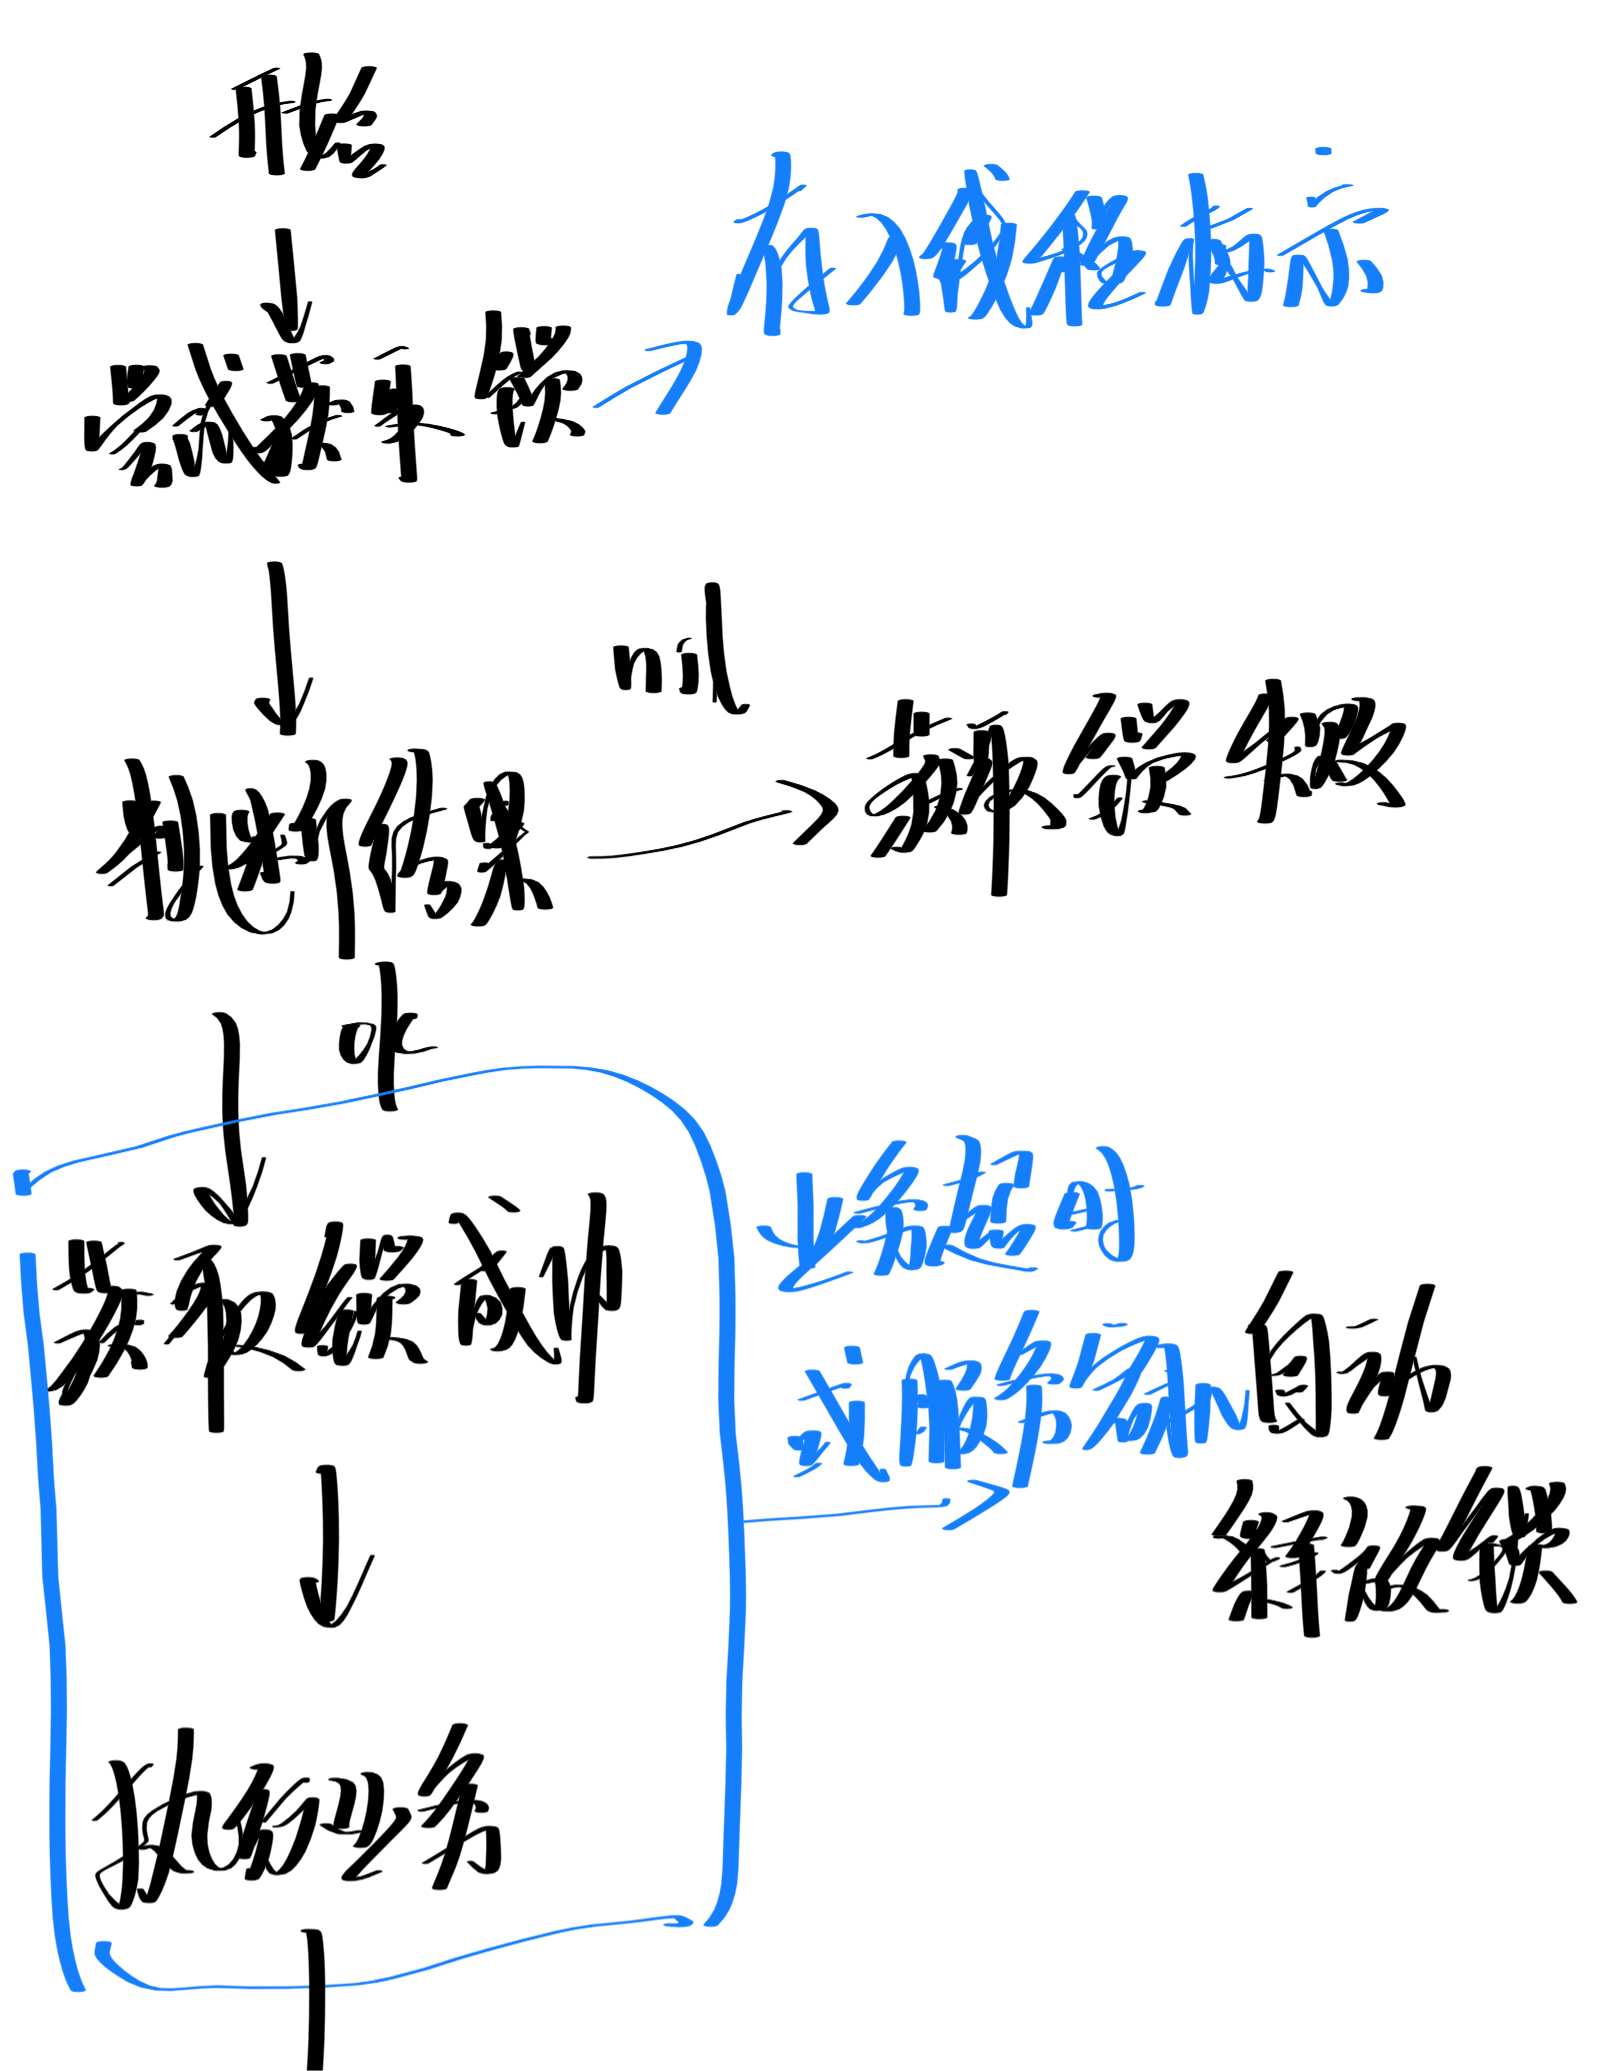 开始
存入线程标示
尝试获取锁
nil
判断结果
获取锁失败
ok
获取锁成功
业务超时
或服务宕机
自动
释放锁
执行业务